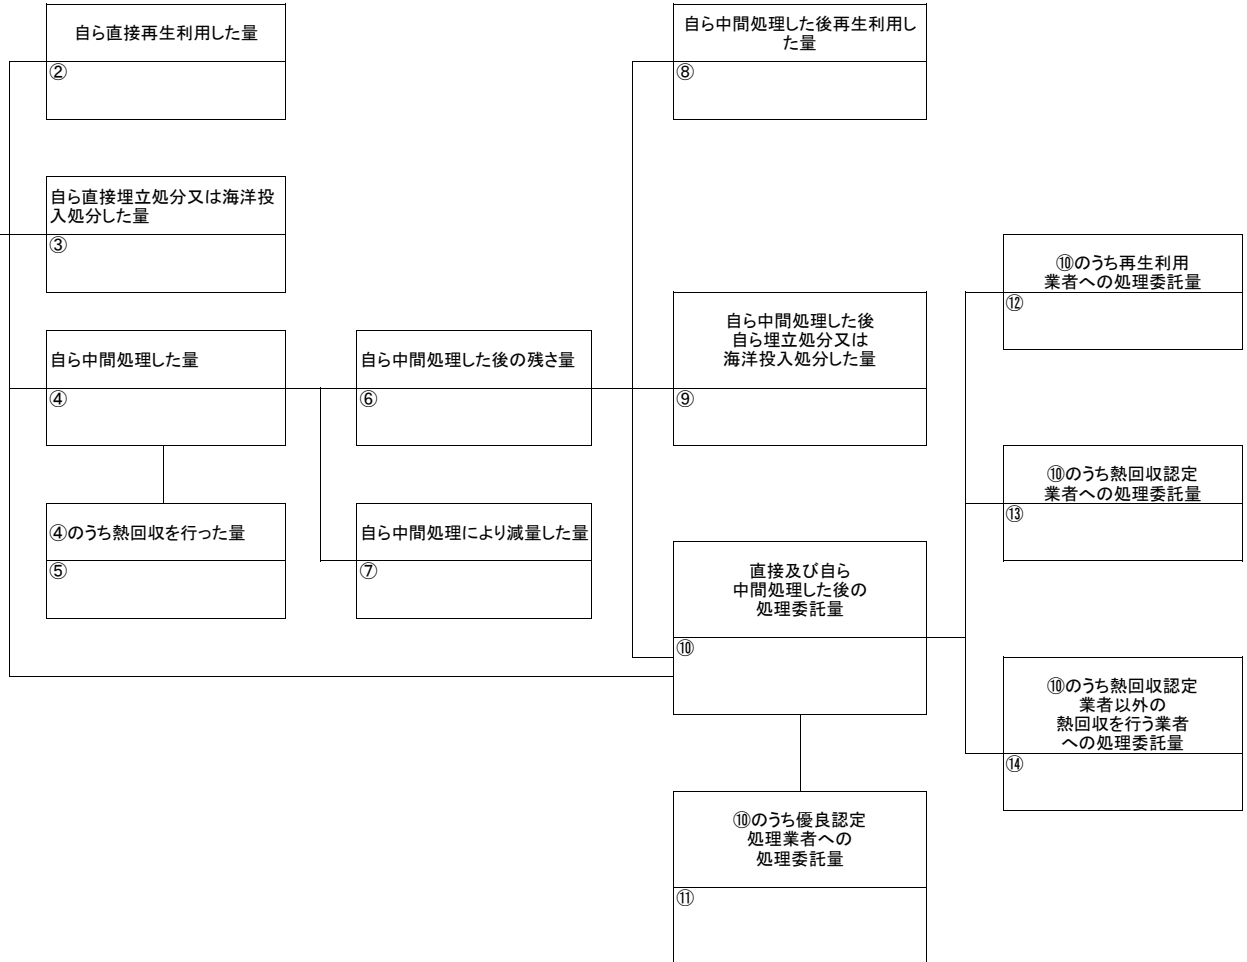 自ら直接再生利用した量
②
自ら中間処理した後再生利用し
た量
⑧
自ら直接埋立処分又は海洋投
入処分した量
③
⑩のうち再生利用
業者への処理委託量
⑫
自ら中間処理した量
④
自ら中間処理した後の残さ量
⑥
自ら中間処理した後
自ら埋立処分又は
海洋投入処分した量
⑨
⑩のうち熱回収認定
業者への処理委託量
⑬
④のうち熱回収を行った量
⑤
自ら中間処理により減量した量
⑦
直接及び自ら
中間処理した後の
処理委託量
⑩
⑩のうち熱回収認定
業者以外の
熱回収を行う業者
への処理委託量
⑭
⑩のうち優良認定
処理業者への
処理委託量
⑪